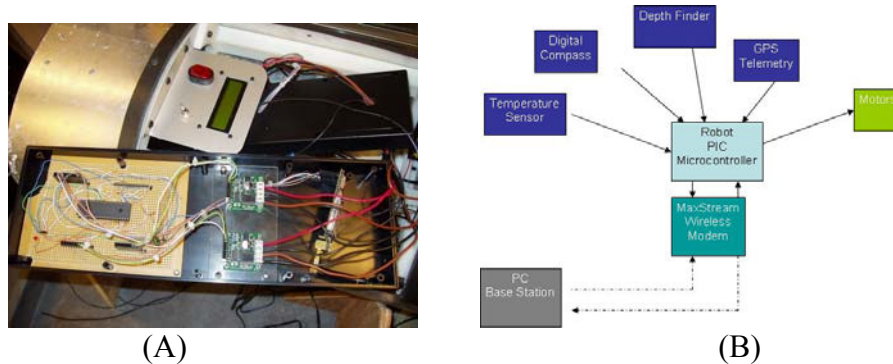 Depth Finder
Digital
Compass
GPS
Telemetry
Temperature
Sensor
Motors
Robot
PIC
Microcontroller
MaxStream
Wireless
Modem
PC
Base Station
(A)
(B)